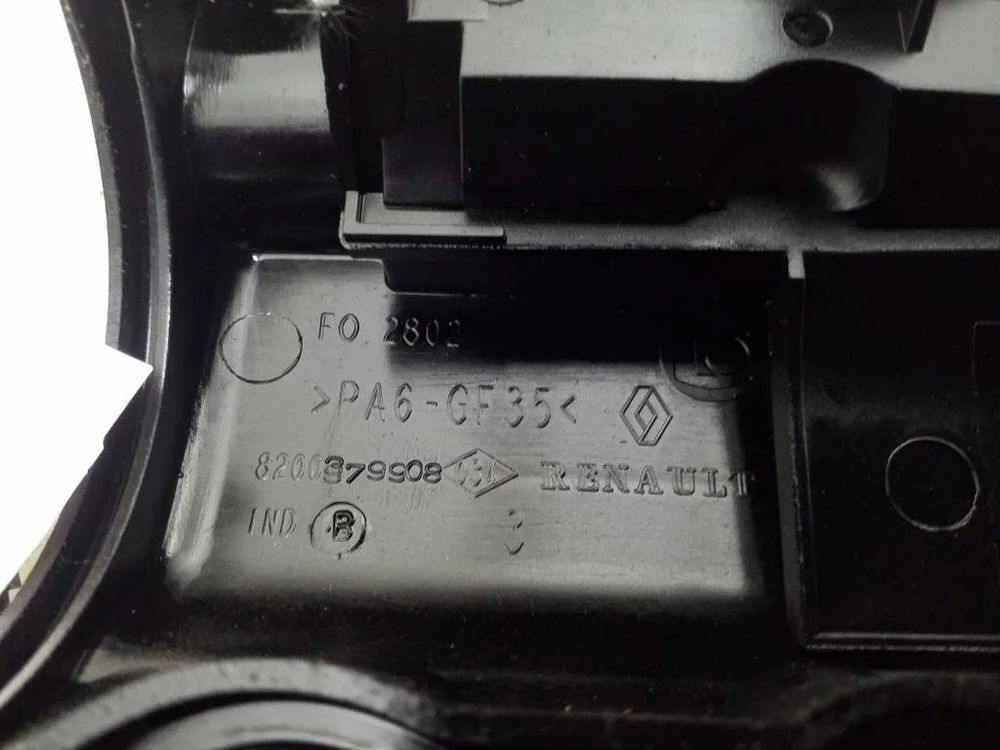 FO 2802
>PA6-GF35<
8200379908 RENAULT
IND B
3